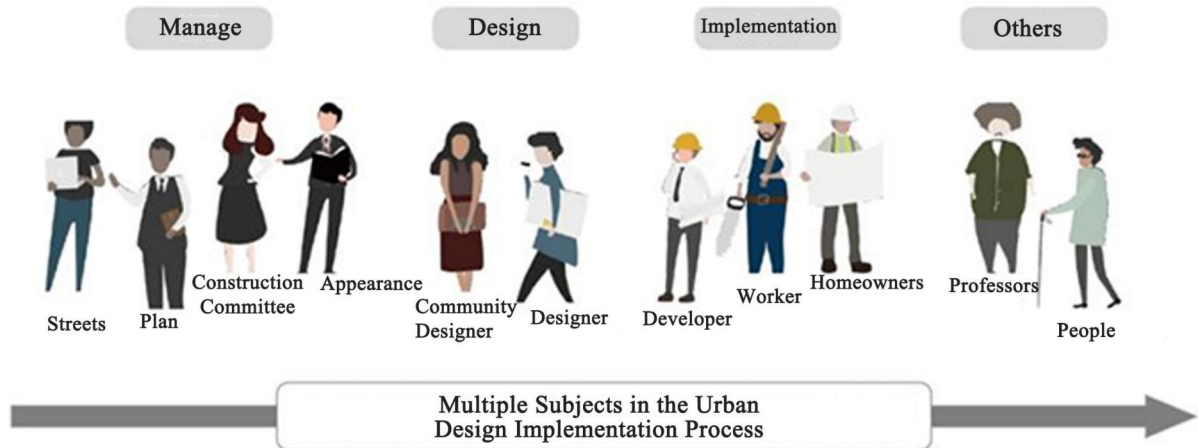 Manage
Design
Implementation
Others
Streets
Plan
Construction
Committee
Appearance
Community
Designer
Designer
Developer
Worker
Homeowners
Professors
People
Multiple Subjects in the Urban
Design Implementation Process